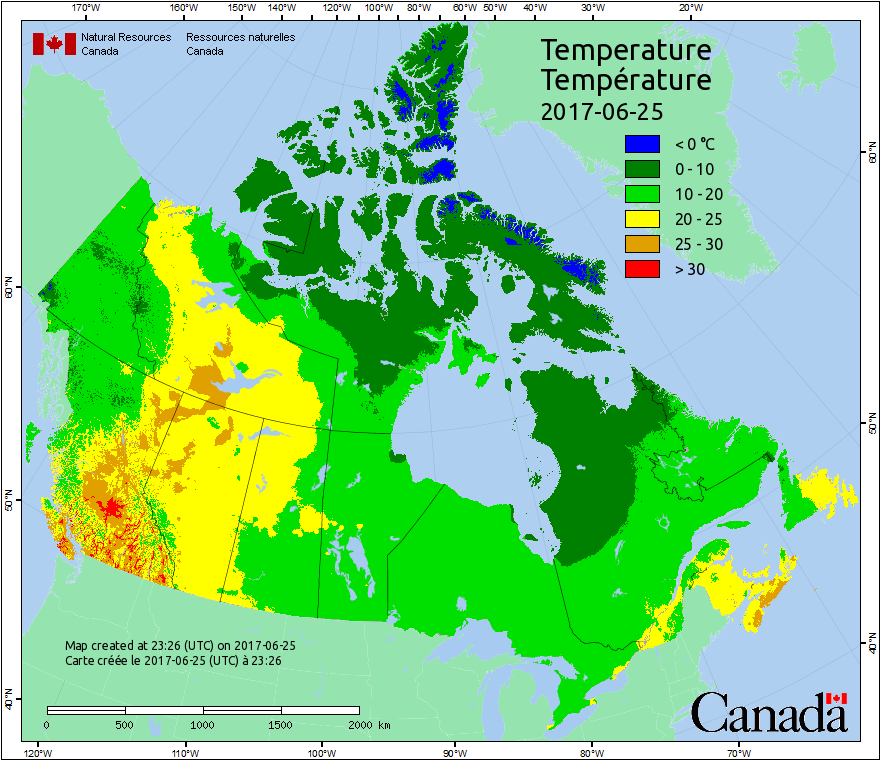 170°W 160°W 150°W 140°W 120°W 100°W 80°W 60°W 50°W 40°W 30°W 20°W
Natural Resources Ressources naturelles
Canada Canada
Temperature
Température
2017-06-25
< 0 °C
0 - 10
10 - 20
20 - 25
25 - 30
> 30
60°N
60°N
50°N
50°N
40°N
40°N
Map created at 23:26 (UTC) on 2017-06-25
Carte créée le 2017-06-25 (UTC) à 23:26
0 500 1000 1500 2000 km
Canada
120°W 110°W 100°W 90°W 80°W 70°W